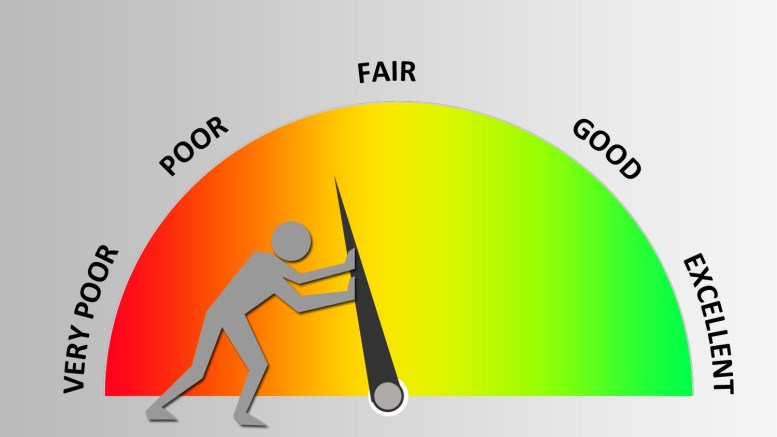 VERY POOR
POOR
FAIR
GOOD
EXCELLENT